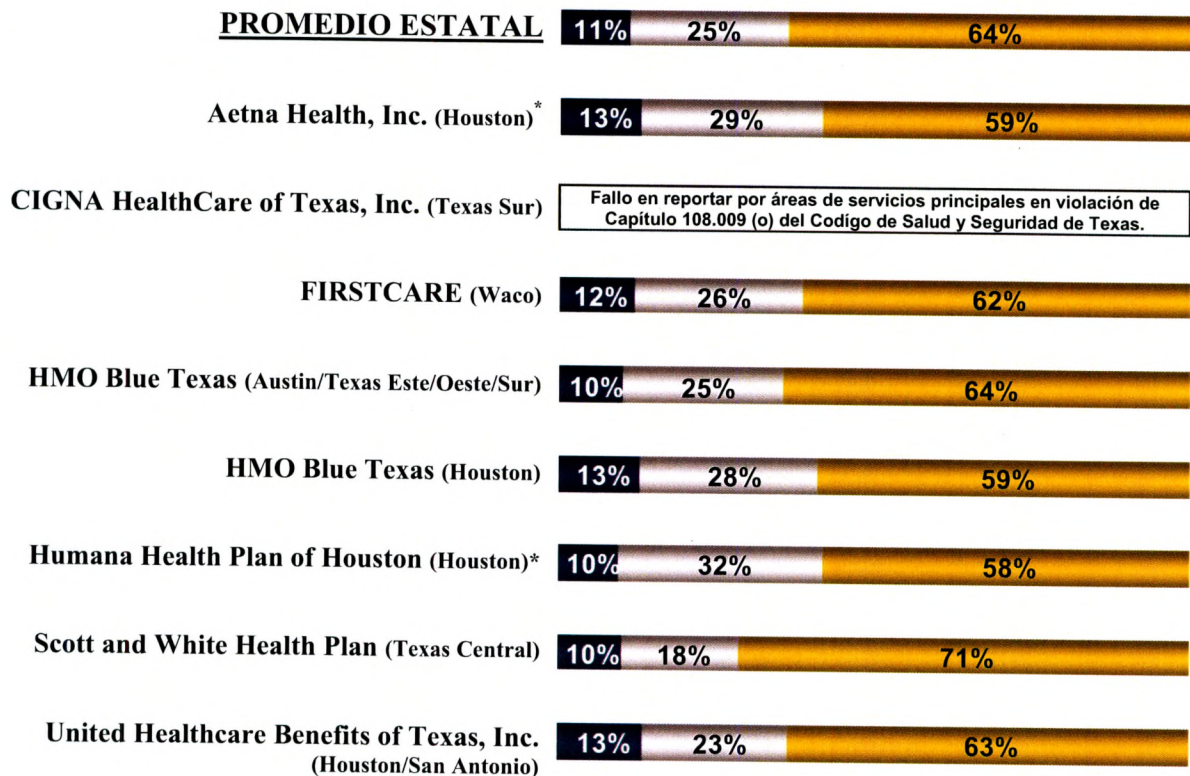 PROMEDIO ESTATAL 11% 25% 64%
Aetna Health, Inc. (Houston)* 13% 29% 59%
CIGNA HealthCare of Texas, Inc. (Texas Sur) Fallo en reportar por áreas de servicios principales en violación de
Capítulo 108.009 (o) del Codígo de Salud y Seguridad de Texas.
FIRSTCARE (Waco) 12% 26% 62%
HMO Blue Texas (Austin/Texas Este/Oeste/Sur) 10% 25% 64%
HMO Blue Texas (Houston) 13% 28% 59%
Humana Health Plan of Houston (Houston)* 10% 32% 58%
Scott and White Health Plan (Texas Central) 10% 18% 71%
United Healthcare Benefits of Texas, Inc. 13% 23% 63%
(Houston/San Antonio)